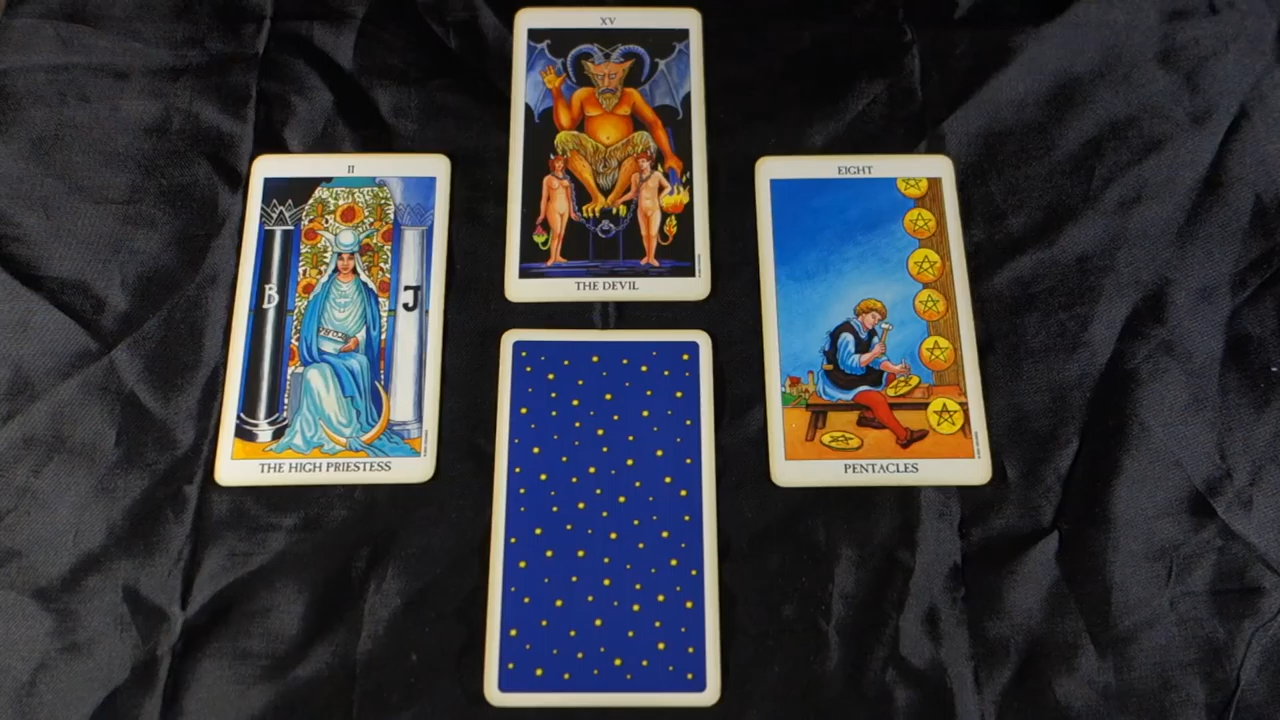 XV
THE DEVIL
II
B
J
THE HIGH PRIESTESS
EIGHT
PENTACLES